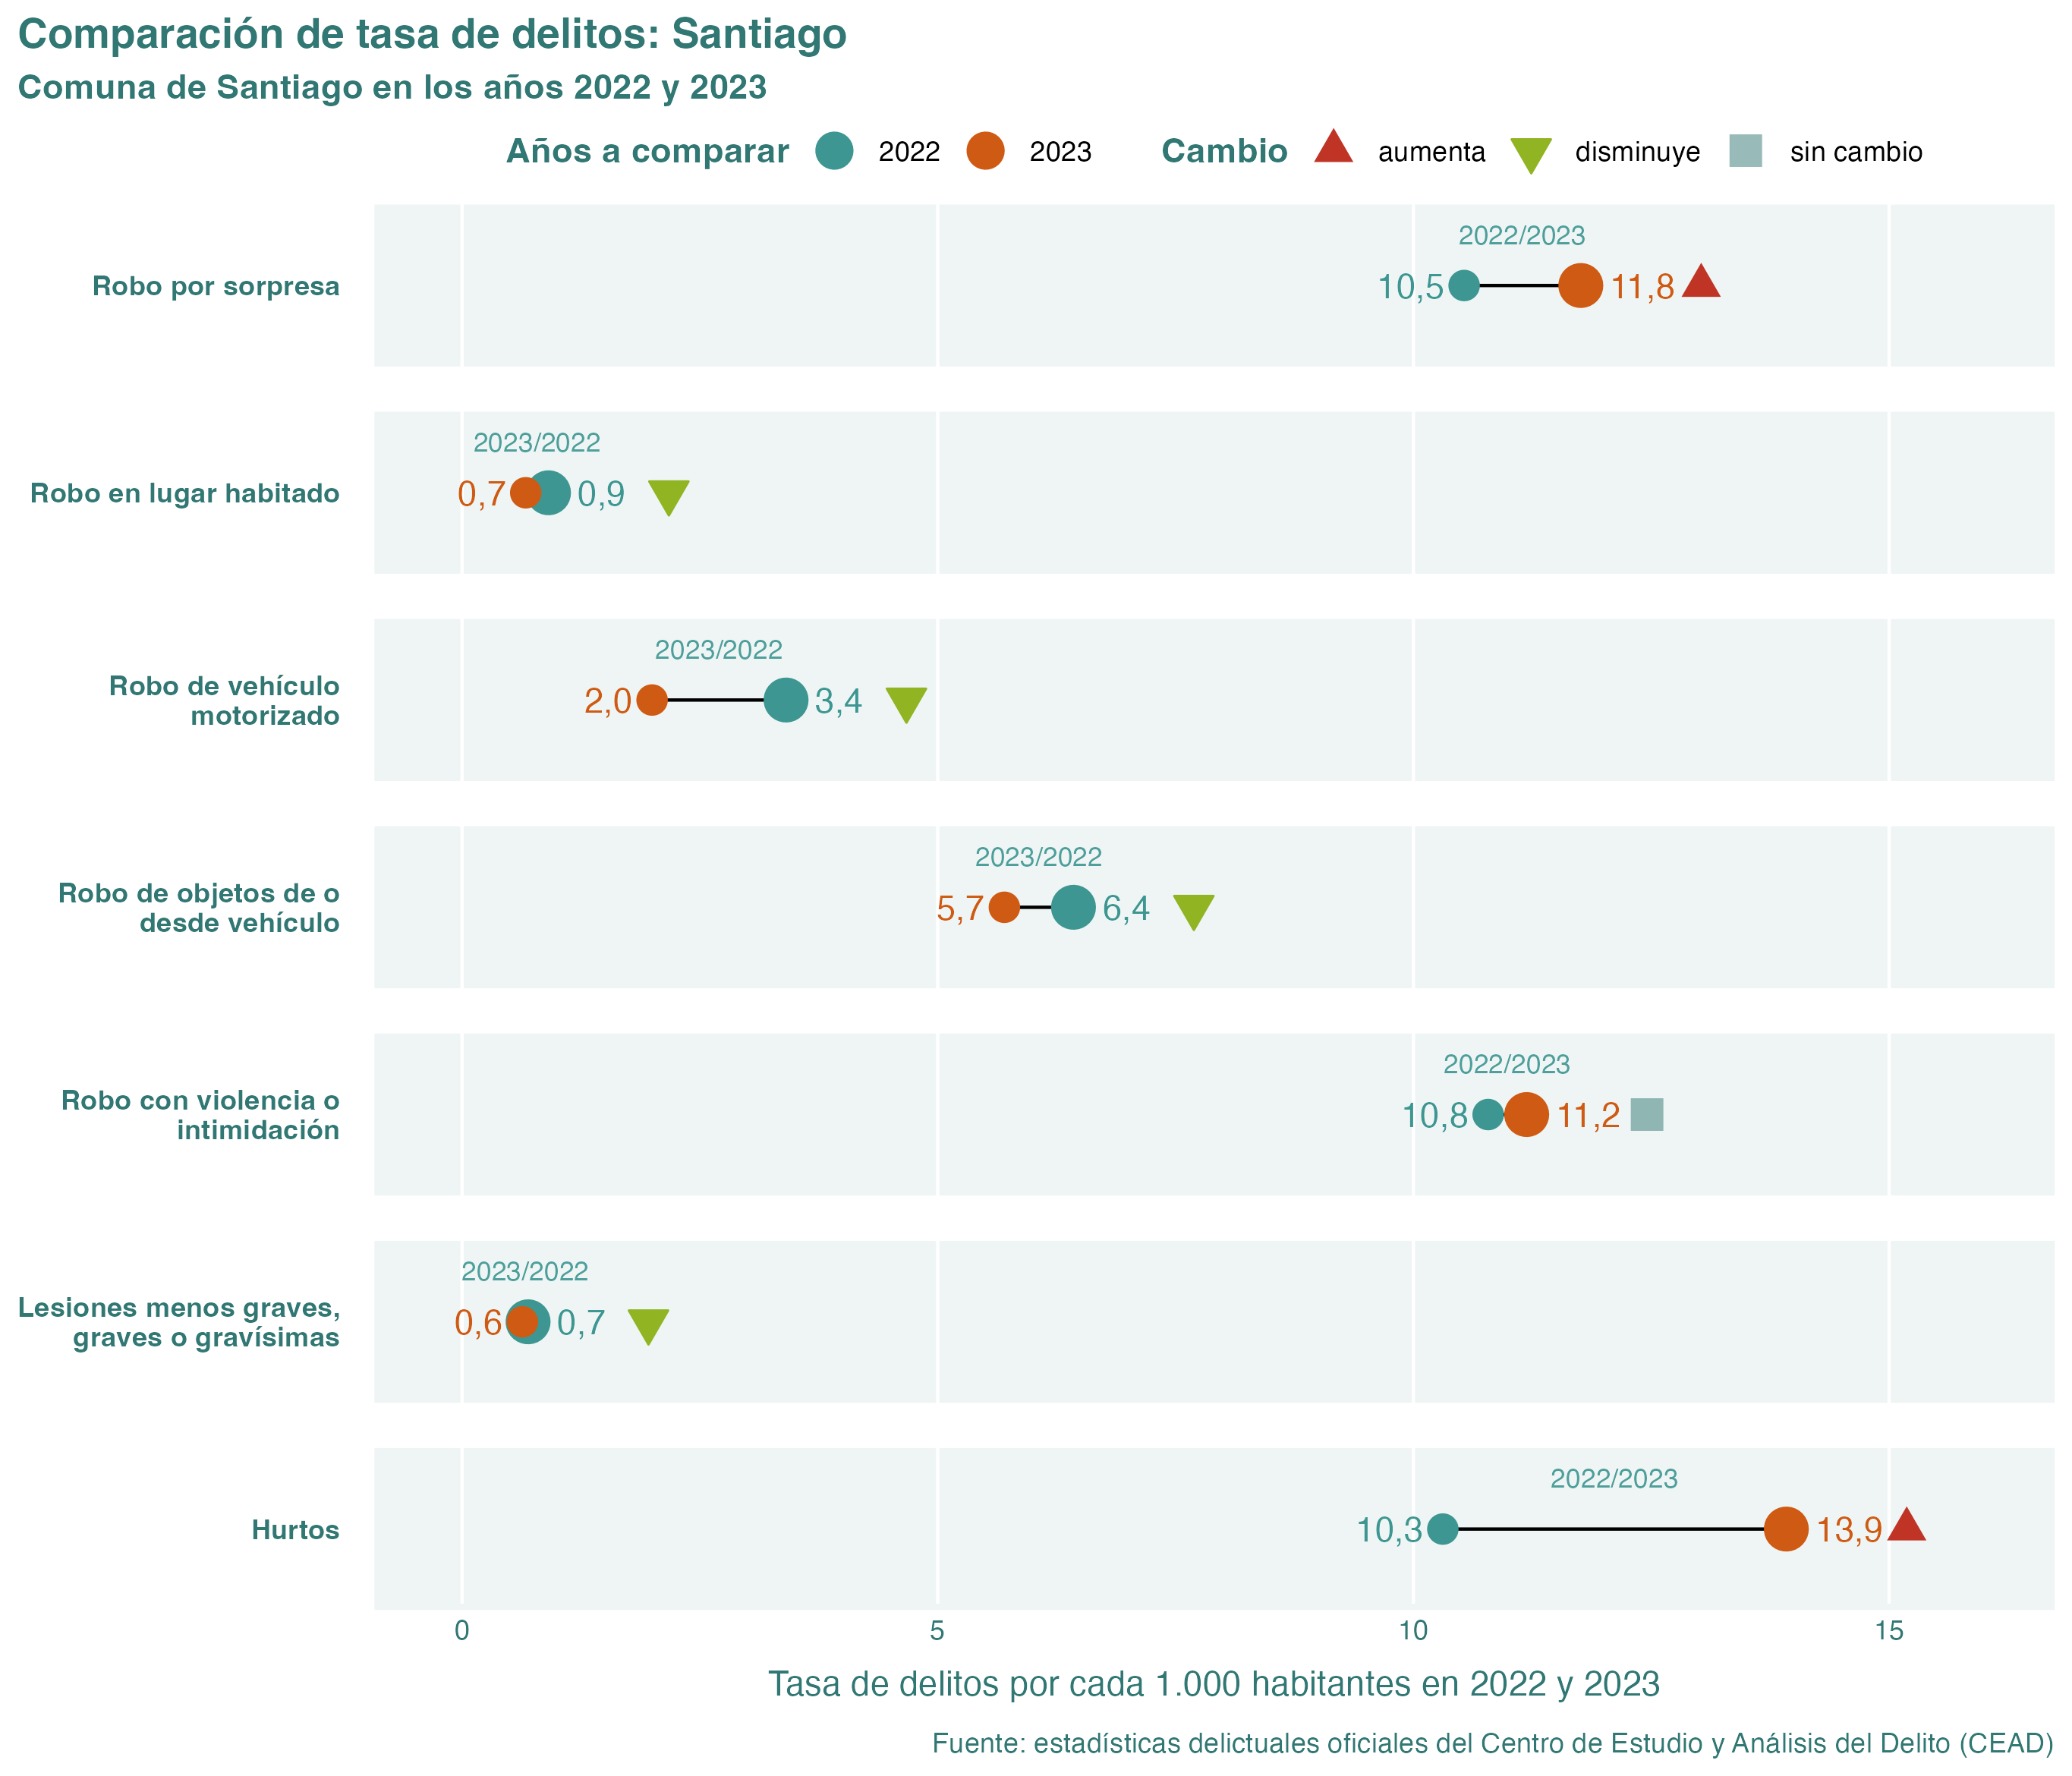 Comparación de tasa de delitos: Santiago
Comuna de Santiago en los años 2022 y 2023
Años a comparar 2022 2023 Cambio aumenta disminuye sin cambio
2022/2023
Robo por sorpresa 10,5 11,8
2023/2022
Robo en lugar habitado 0,7 0,9
2023/2022
Robo de vehículo
motorizado
2,0 3,4
2023/2022
Robo de objetos de o
desde vehículo
5,7 6,4
2022/2023
Robo con violencia o
intimidación
10,8 11,2
2023/2022
Lesiones menos graves,
graves o gravísimas
0,6 0,7
2022/2023
Hurtos 10,3 13,9
0 5 10 15
Tasa de delitos por cada 1.000 habitantes en 2022 y 2023
Fuente: estadísticas delictuales oficiales del Centro de Estudio y Análisis del Delito (CEAD)